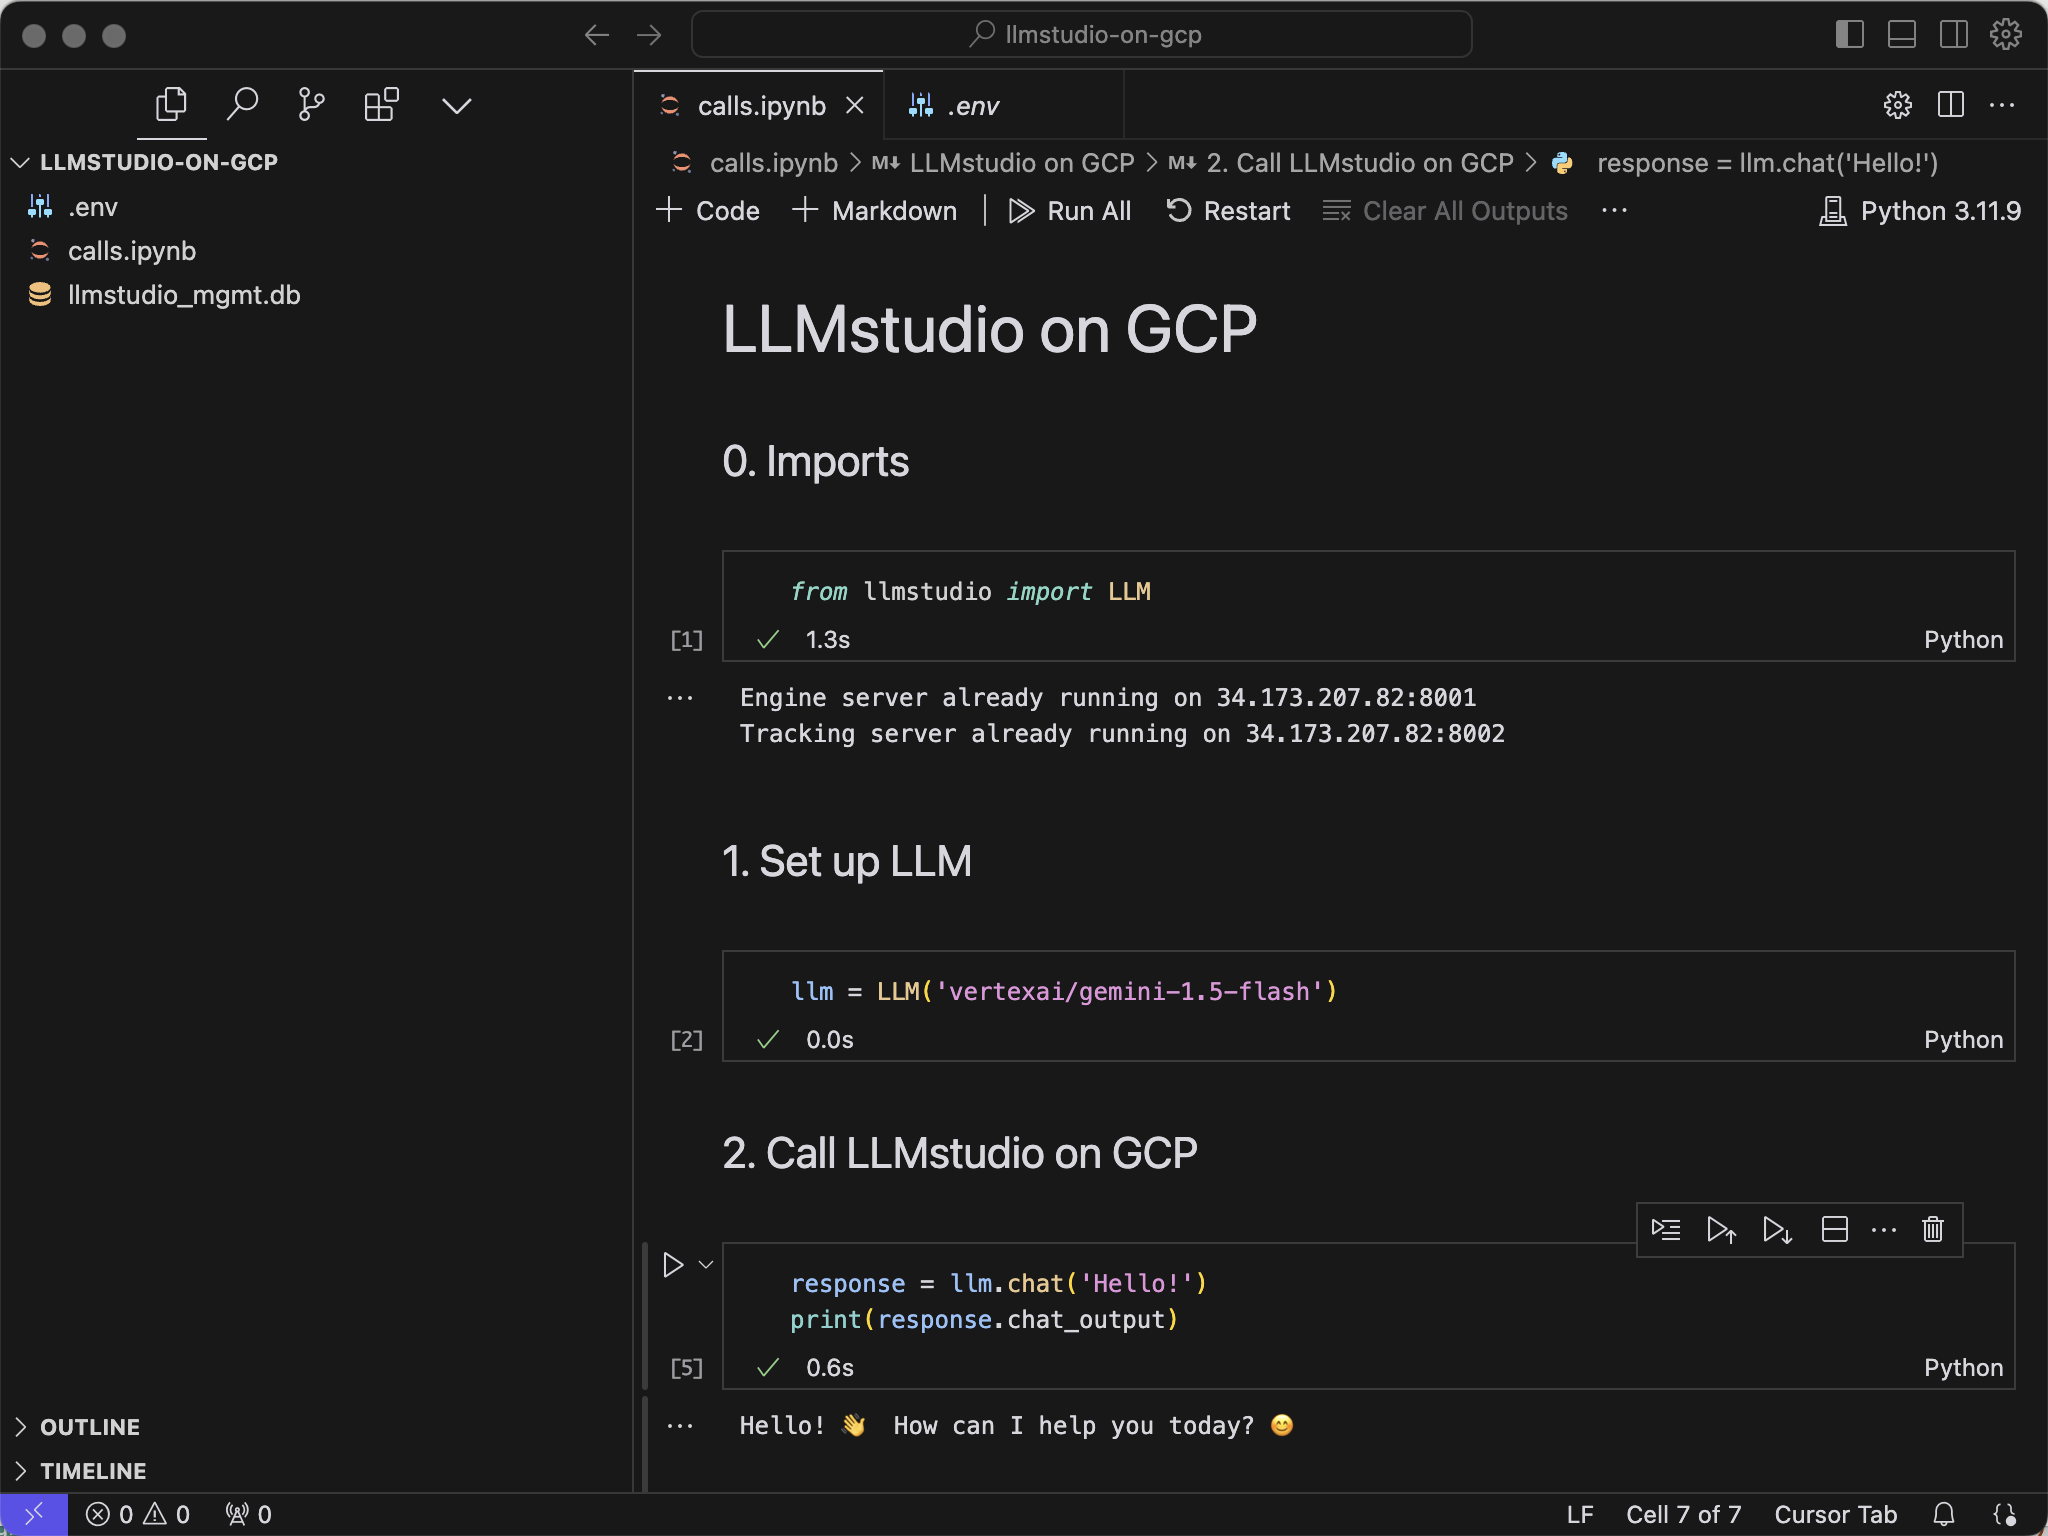 llmstudio-on-gcp
LLMSTUDIO-ON-GCP
.env
calls.ipynb
llmstudio_mgmt.db
OUTLINE
TIMELINE
calls.ipynb
.env
calls.ipynb > M↓ LLMstudio on GCP > M↓ 2. Call LLMstudio on GCP > response = llm.chat('Hello!')
+ Code + Markdown | Run All Restart Clear All Outputs ... Python 3.11.9
LLMstudio on GCP
0. Imports
from llmstudio import LLM
[1] ✓ 1.3s Python
... Engine server already running on 34.173.207.82:8001
Tracking server already running on 34.173.207.82:8002
1. Set up LLM
llm = LLM('vertexai/gemini-1.5-flash')
[2] ✓ 0.0s Python
2. Call LLMstudio on GCP
response = llm.chat('Hello!')
print(response.chat_output)
[5] ✓ 0.6s Python
... Hello! 👋 How can I help you today? 😊
0 0 0 LF Cell 7 of 7 Cursor Tab